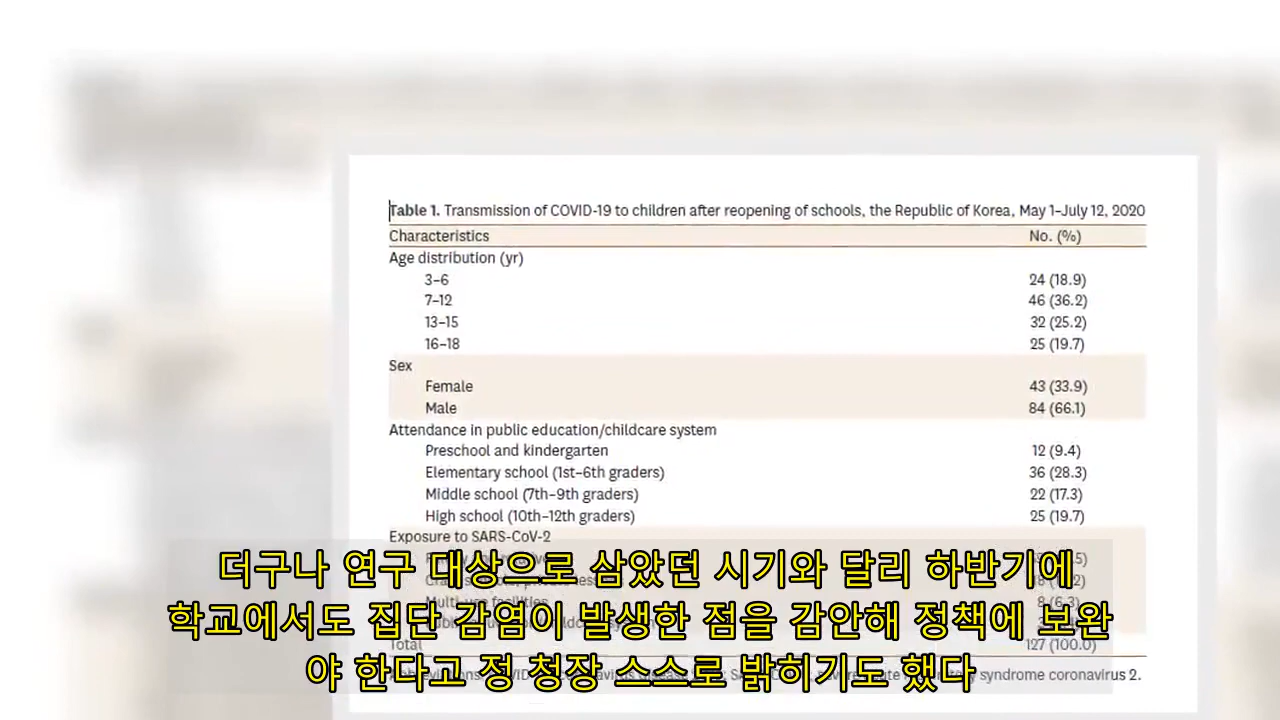 Table 1. Transmission of COVID-19 to children after reopening of schools, the Republic of Korea, May 1–July 12, 2020
Characteristics No. (%)
Age distribution (yr)
3–6 24 (18.9)
7–12 46 (36.2)
13–15 32 (25.2)
16–18 25 (19.7)
Sex
Female 43 (33.9)
Male 84 (66.1)
Attendance in public education/childcare system
Preschool and kindergarten 12 (9.4)
Elementary school (1st–6th graders) 36 (28.3)
Middle school (7th–9th graders) 22 (17.3)
High school (10th–12th graders) 25 (19.7)
Exposure to SARS-CoV-2
더구나 연구 대상으로 삼았던 시기와 달리 하반기에
Multi-use facilities 8 (6.3)
학교에서도 집단 감염이 발생한 점을 감안해 정책에 보완
Total 127 (100.0)
야 한다고 정 청장 스스로 밝히기도 했다
syndrome coronavirus 2.